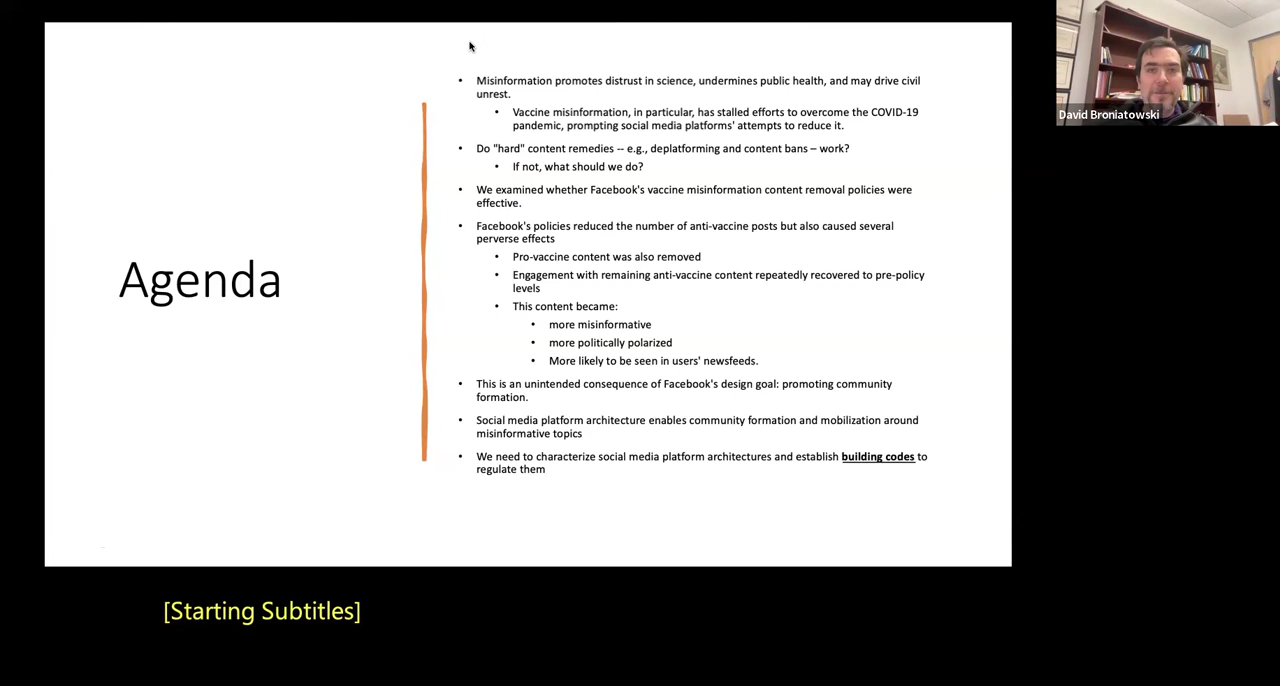 Agenda
• Misinformation promotes distrust in science, undermines public health, and may drive civil
unrest.
• Vaccine misinformation, in particular, has stalled efforts to overcome the COVID-19
pandemic, prompting social media platforms' attempts to reduce it.
• Do "hard" content remedies -- e.g., deplatforming and content bans – work?
• If not, what should we do?
• We examined whether Facebook's vaccine misinformation content removal policies were
effective.
• Facebook's policies reduced the number of anti-vaccine posts but also caused several
perverse effects
• Pro-vaccine content was also removed
• Engagement with remaining anti-vaccine content repeatedly recovered to pre-policy
levels
• This content became:
• more misinformative
• more politically polarized
• More likely to be seen in users' newsfeeds.
• This is an unintended consequence of Facebook's design goal: promoting community
formation.
• Social media platform architecture enables community formation and mobilization around
misinformative topics
• We need to characterize social media platform architectures and establish building codes to
regulate them
David Broniatowski
[Starting Subtitles]